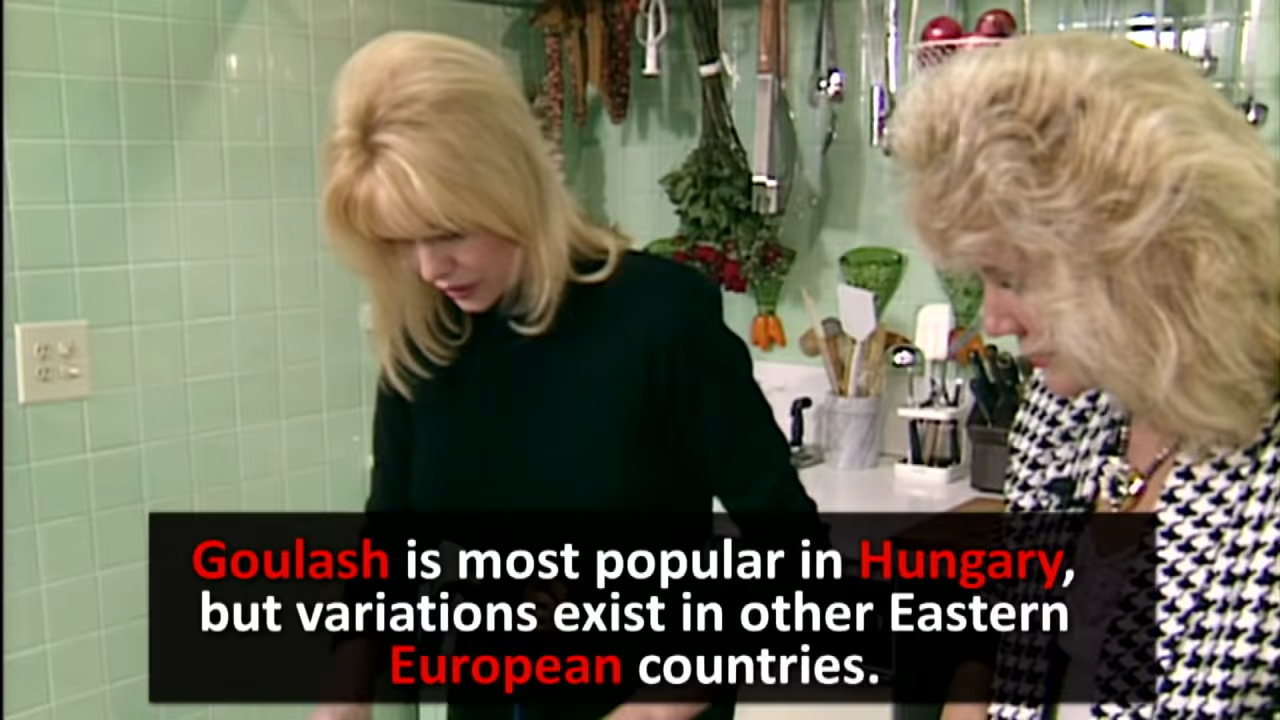 Goulash is most popular in Hungary,
but variations exist in other Eastern
European countries.